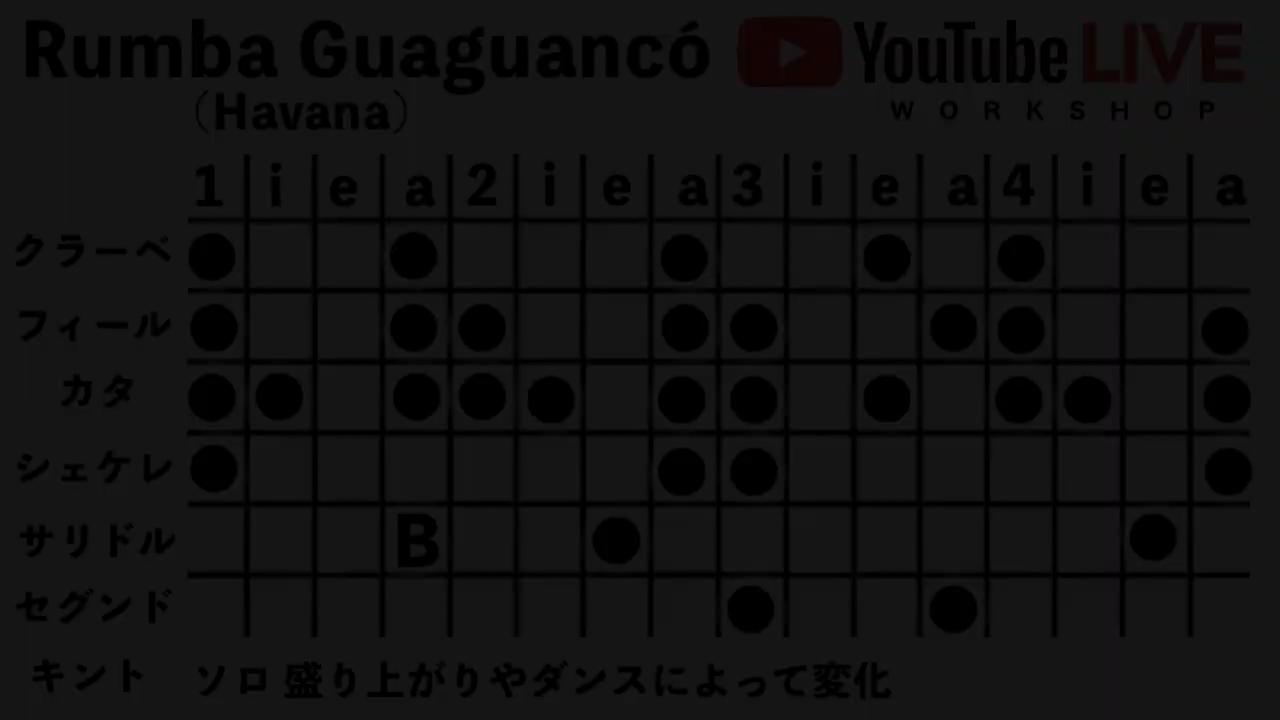 Rumba Guaguancó YouTube LIVE
（Havana） WORKSHOP
1 i e a 2 i e a 3 i e a 4 i e a
クラーベ
フィール
カタ
シェケレ
サリドル B
セグンド
キント ソロ 盛り上がりやダンスによって変化